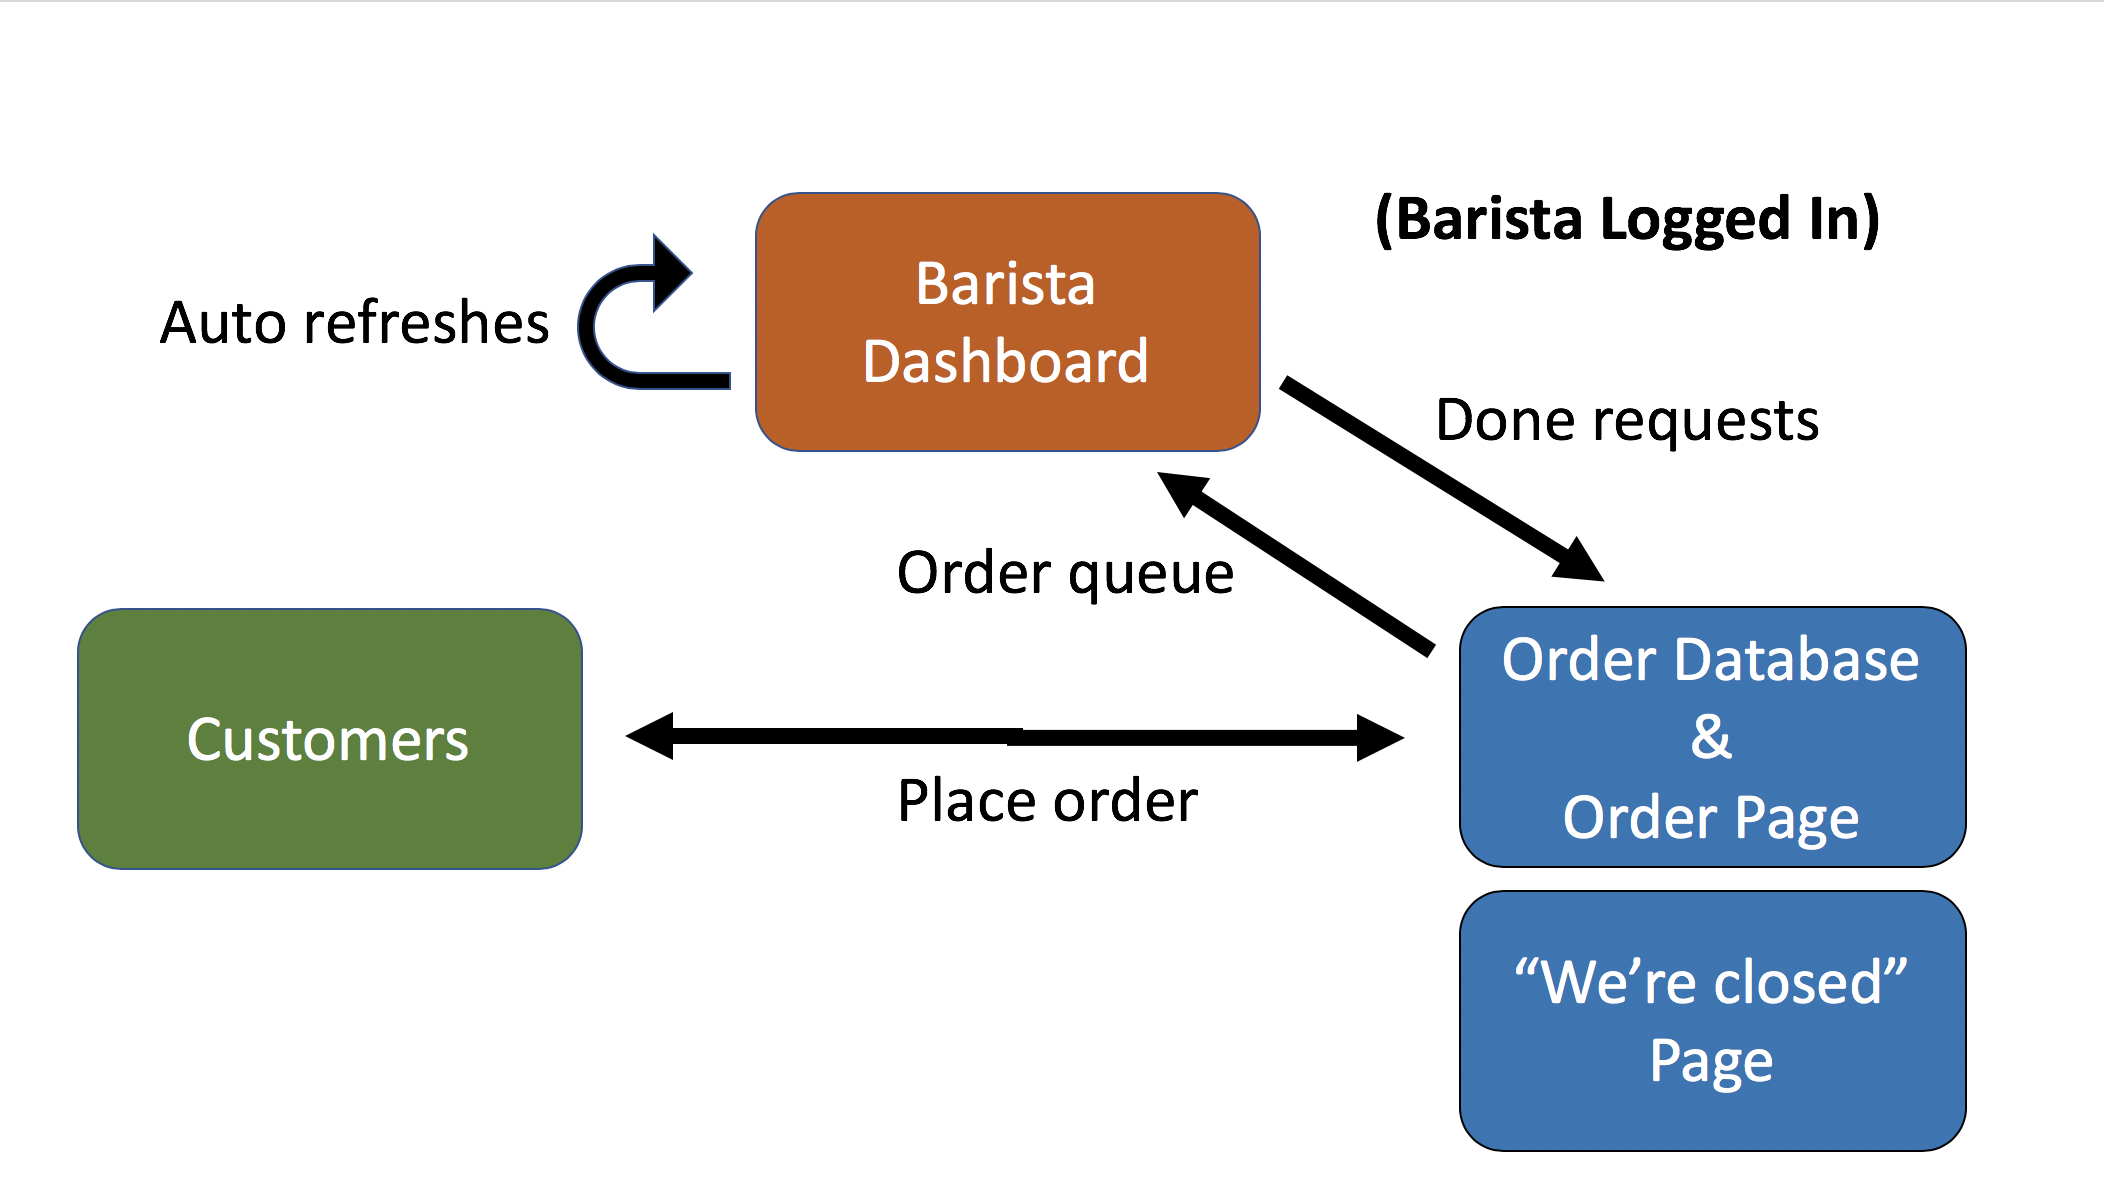 (Barista Logged In)
Barista
Dashboard
Auto refreshes
Done requests
Order queue
Customers
Place order
Order Database
&
Order Page
“We’re closed”
Page